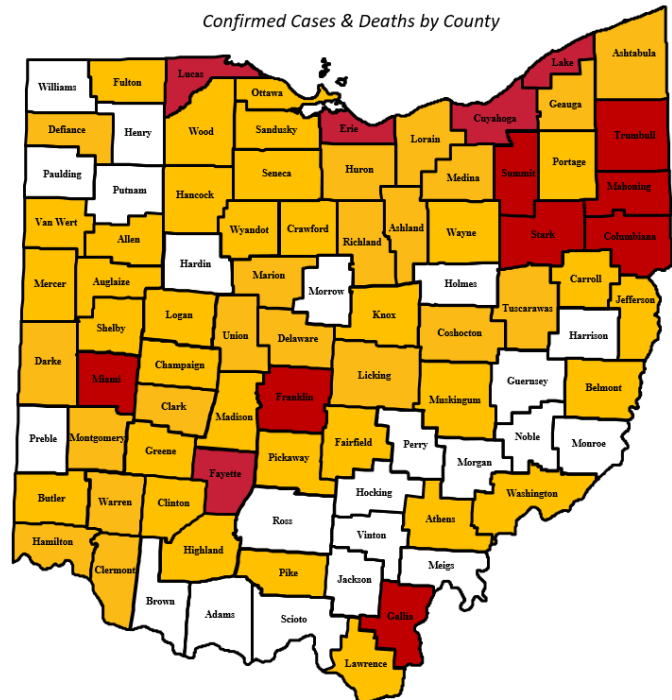 Confirmed Cases & Deaths by County
Williams
Fulton
Lucas
Ottawa
Lake
Ashtabula
Geauga
Cuyahoga
Defiance
Henry
Wood
Sandusky
Erie
Lorain
Trumbull
Paulding
Putnam
Hancock
Seneca
Huron
Medina
Summit
Portage
Mahoning
Van Wert
Allen
Wyandot
Crawford
Richland
Ashland
Wayne
Stark
Columbiana
Mercer
Auglaize
Hardin
Marion
Morrow
Holmes
Carroll
Jefferson
Tuscarawas
Shelby
Logan
Union
Delaware
Knox
Coshocton
Harrison
Darke
Miami
Champaign
Clark
Madison
Franklin
Licking
Muskingum
Guernsey
Belmont
Preble
Montgomery
Greene
Pickaway
Fairfield
Perry
Morgan
Noble
Monroe
Fayette
Butler
Warren
Clinton
Ross
Hocking
Athens
Washington
Hamilton
Clermont
Highland
Vinton
Meigs
Brown
Adams
Pike
Jackson
Scioto
Gallia
Lawrence